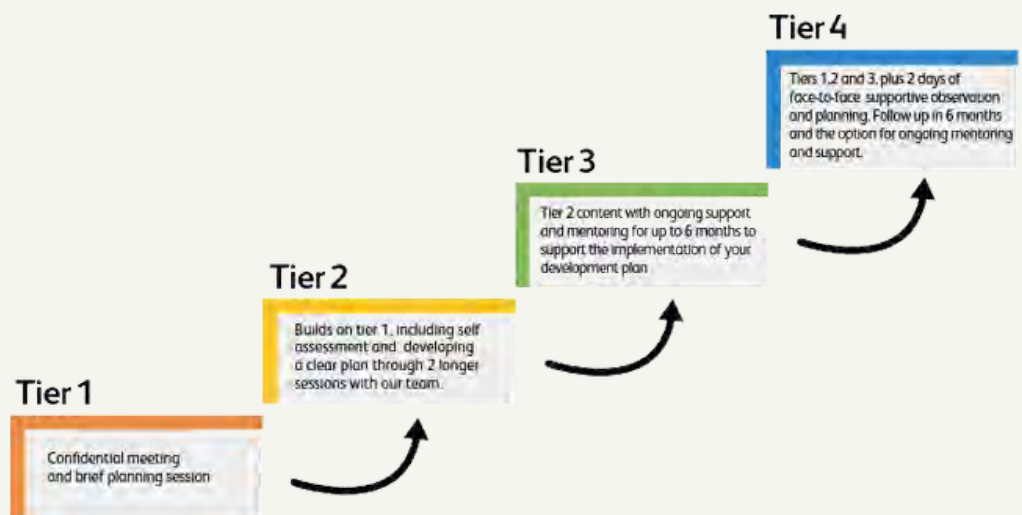 Tier 4
Tiers 1,2 and 3, plus 2 days of
face-to-face supportive observation
and planning. Follow up in 6 months
and the option for ongoing mentoring
and support.
Tier 3
Tier 2 content with ongoing support
and mentoring for up to 6 months to
support the implementation of your
development plan
Tier 2
Builds on tier 1, including self
assessment and developing
a clear plan through 2 longer
sessions with our team.
Tier 1
Confidential meeting
and brief planning session